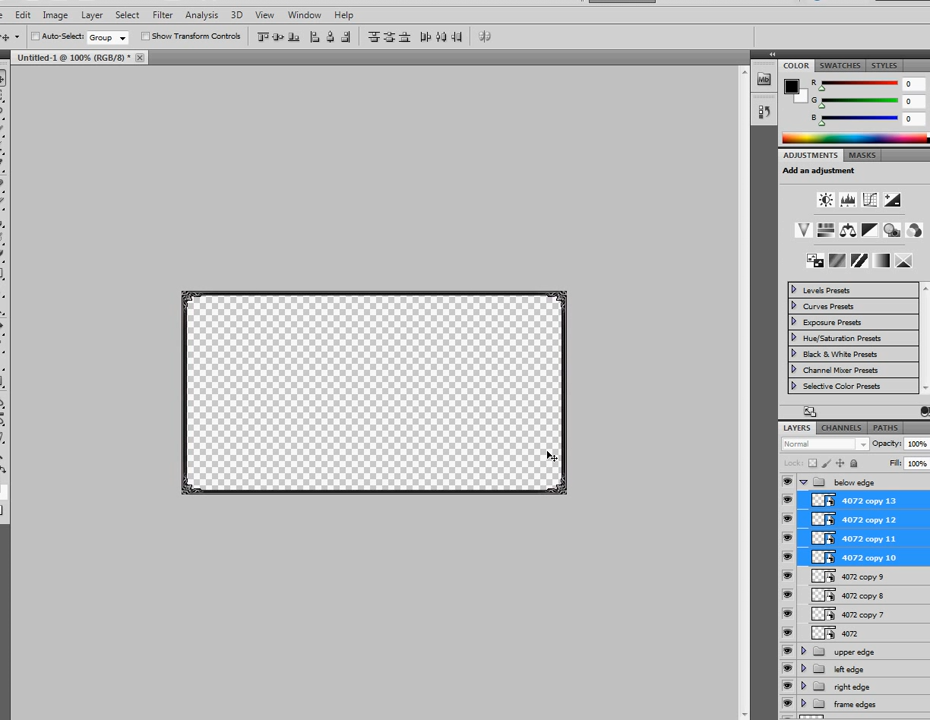 Edit Image Layer Select Filter Analysis 3D View Window Help
Auto-Select: Group Show Transform Controls
Untitled-1 @ 100% (RGB/8) *
Mb
COLOR SWATCHES STYLES
R 0
G 0
B 0
ADJUSTMENTS MASKS
Add an adjustment
Levels Presets
Curves Presets
Exposure Presets
Hue/Saturation Presets
Black & White Presets
Channel Mixer Presets
Selective Color Presets
LAYERS CHANNELS PATHS
Normal Opacity: 100%
Lock: Fill: 100%
below edge
4072 copy 13
4072 copy 12
4072 copy 11
4072 copy 10
4072 copy 9
4072 copy 8
4072 copy 7
4072
upper edge
left edge
right edge
frame edges